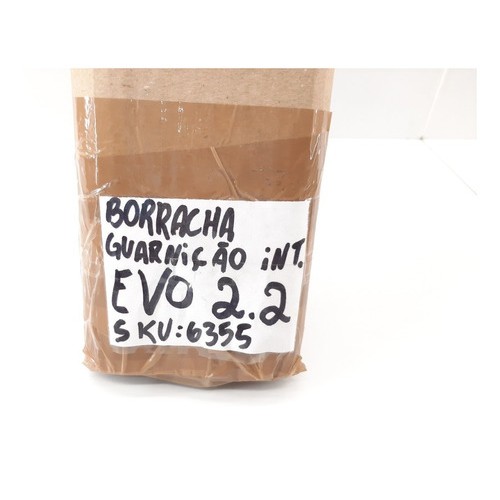 BORRACHA
GUARNIÇÃO INT.
EVO 2.2
SKU:6355